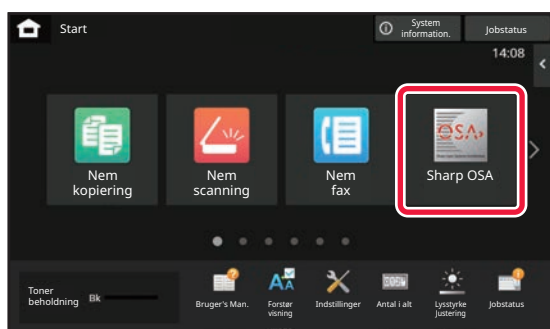 Start
System
information.
Jobstatus
14:08
Nem
kopiering
Nem
scanning
Nem
fax
OSA
Sharp OSA
Toner
beholdning
Bk
Bruger's Man.
Forstør
visning
Indstillinger
Antal i alt
Lysstyrke
Justering
Jobstatus